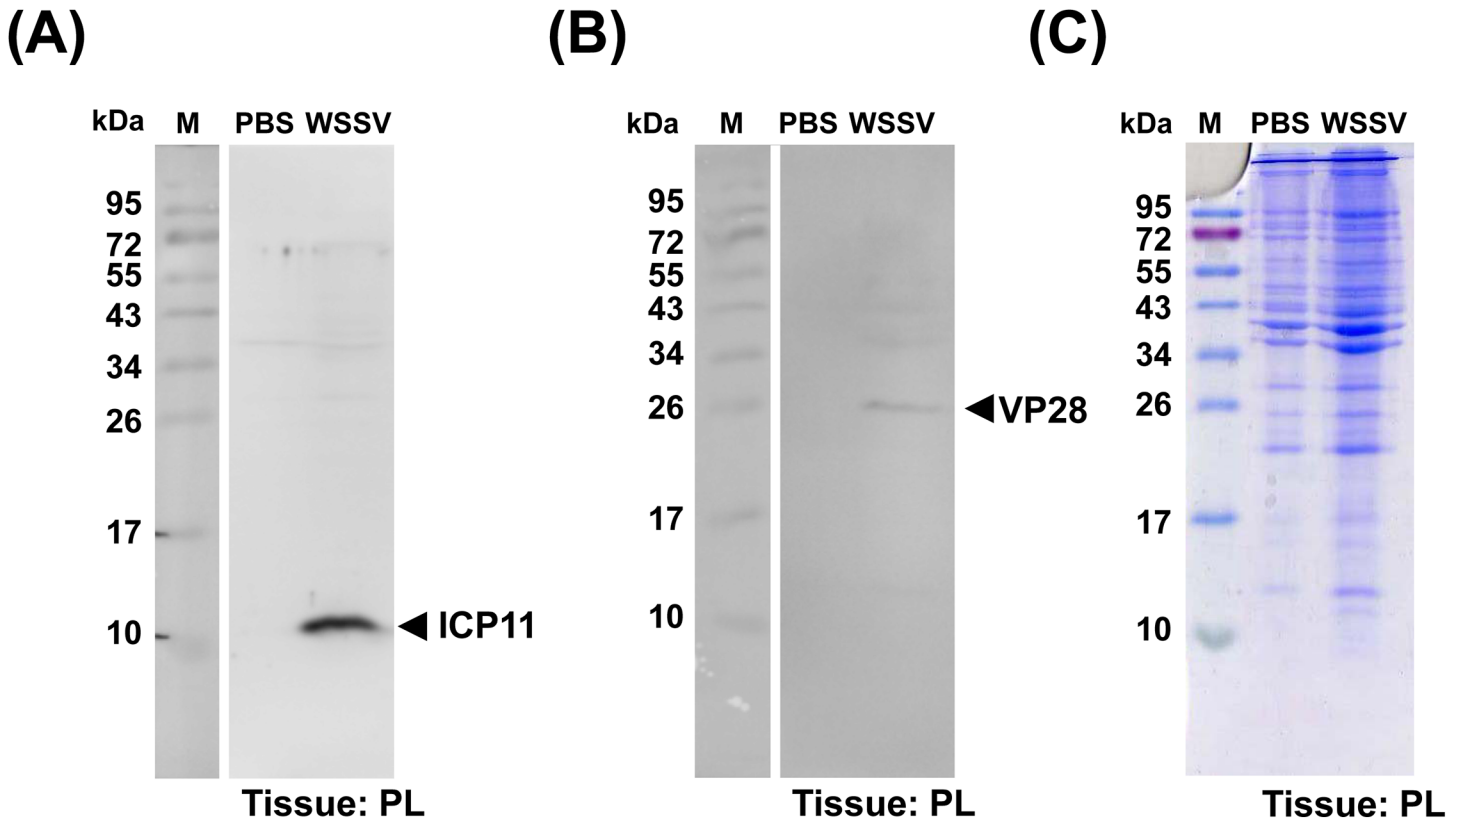 (A)
(B)
(C)
kDa M PBS WSSV
kDa M PBS WSSV
kDa M PBS WSSV
95
72
55
43
34
26
17
10
◀ ICP11
95
72
55
43
34
26
17
10
◀VP28
95
72
55
43
34
26
17
10
Tissue: PL
Tissue: PL
Tissue: PL